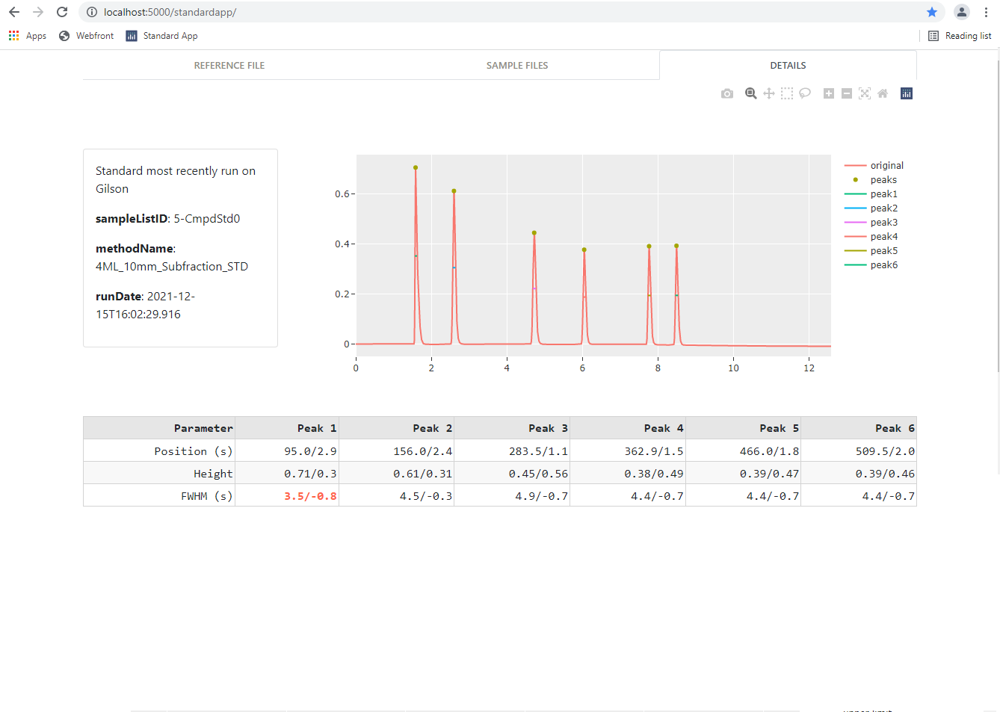 localhost:5000/standardapp/
Apps
Webfront
Standard App
Reading list
REFERENCE FILE
SAMPLE FILES
DETAILS
Standard most recently run on
Gilson
sampleListID: 5-CmpdStd0
methodName:
4ML_10mm_Subfraction_STD
runDate: 2021-12-
15T16:02:29.916
0.6
0.4
0.2
0
0 2 4 6 8 10 12
original
peaks
peak1
peak2
peak3
peak4
peak5
peak6
Parameter Peak 1 Peak 2 Peak 3 Peak 4 Peak 5 Peak 6
Position (s) 95.0/2.9 156.0/2.4 283.5/1.1 362.9/1.5 466.0/1.8 509.5/2.0
Height 0.71/0.3 0.61/0.31 0.45/0.56 0.38/0.49 0.39/0.47 0.39/0.46
FWHM (s) 3.5/-0.8 4.5/-0.3 4.9/-0.7 4.4/-0.7 4.4/-0.7 4.4/-0.7